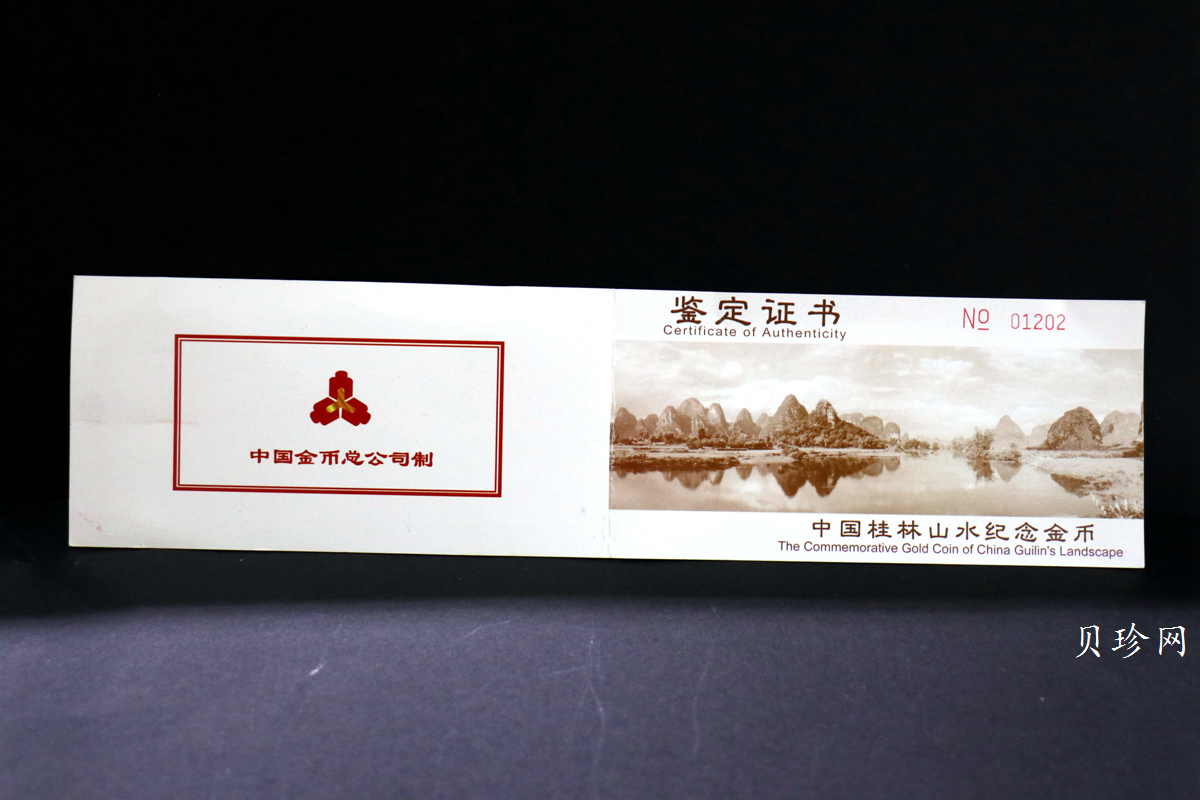 中国金币总公司制
鉴定证书
Certificate of Authenticity
№ 01202
中国桂林山水纪念金币
The Commemorative Gold Coin of China Guilin's Landscape
贝珍网